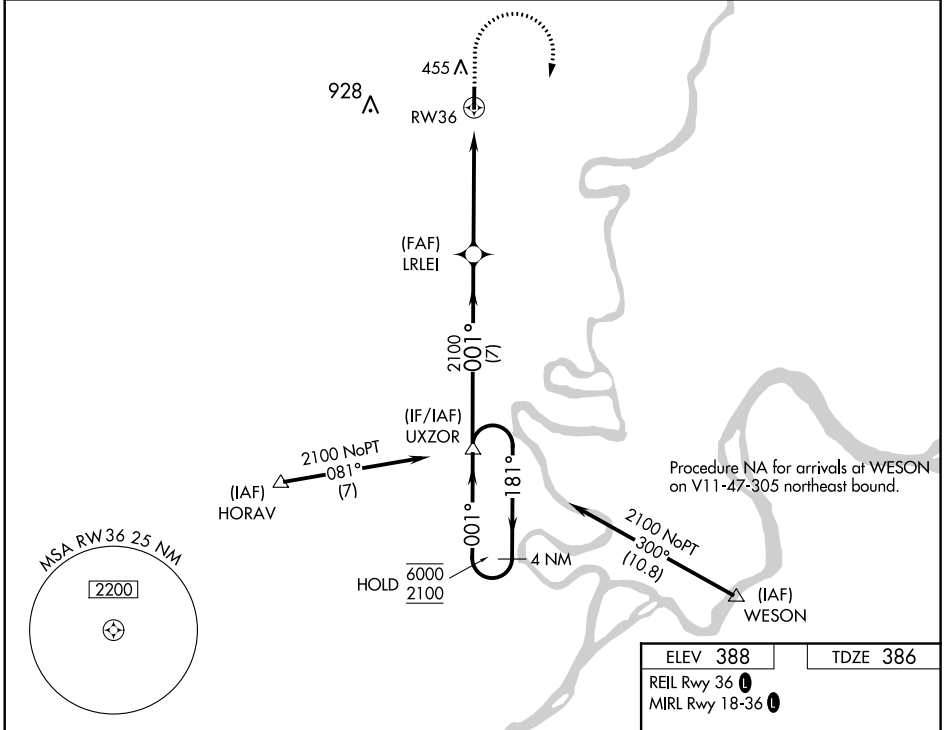 455
928
RW36
(FAF)
LRLEI
2100
001°
(7)
(IF/IAF)
UXZOR
2100 NoPT
081°
(7)
(IAF)
HORAV
181°
001°
Procedure NA for arrivals at WESON
on V11-47-305 northeast bound.
2100 NoPT
300°
(10.8)
4 NM
HOLD
6000
2100
(IAF)
WESON
MSA RW36 25 NM
2200
ELEV 388
TDZE 386
REIL Rwy 36 L
MIRL Rwy 18-36 L